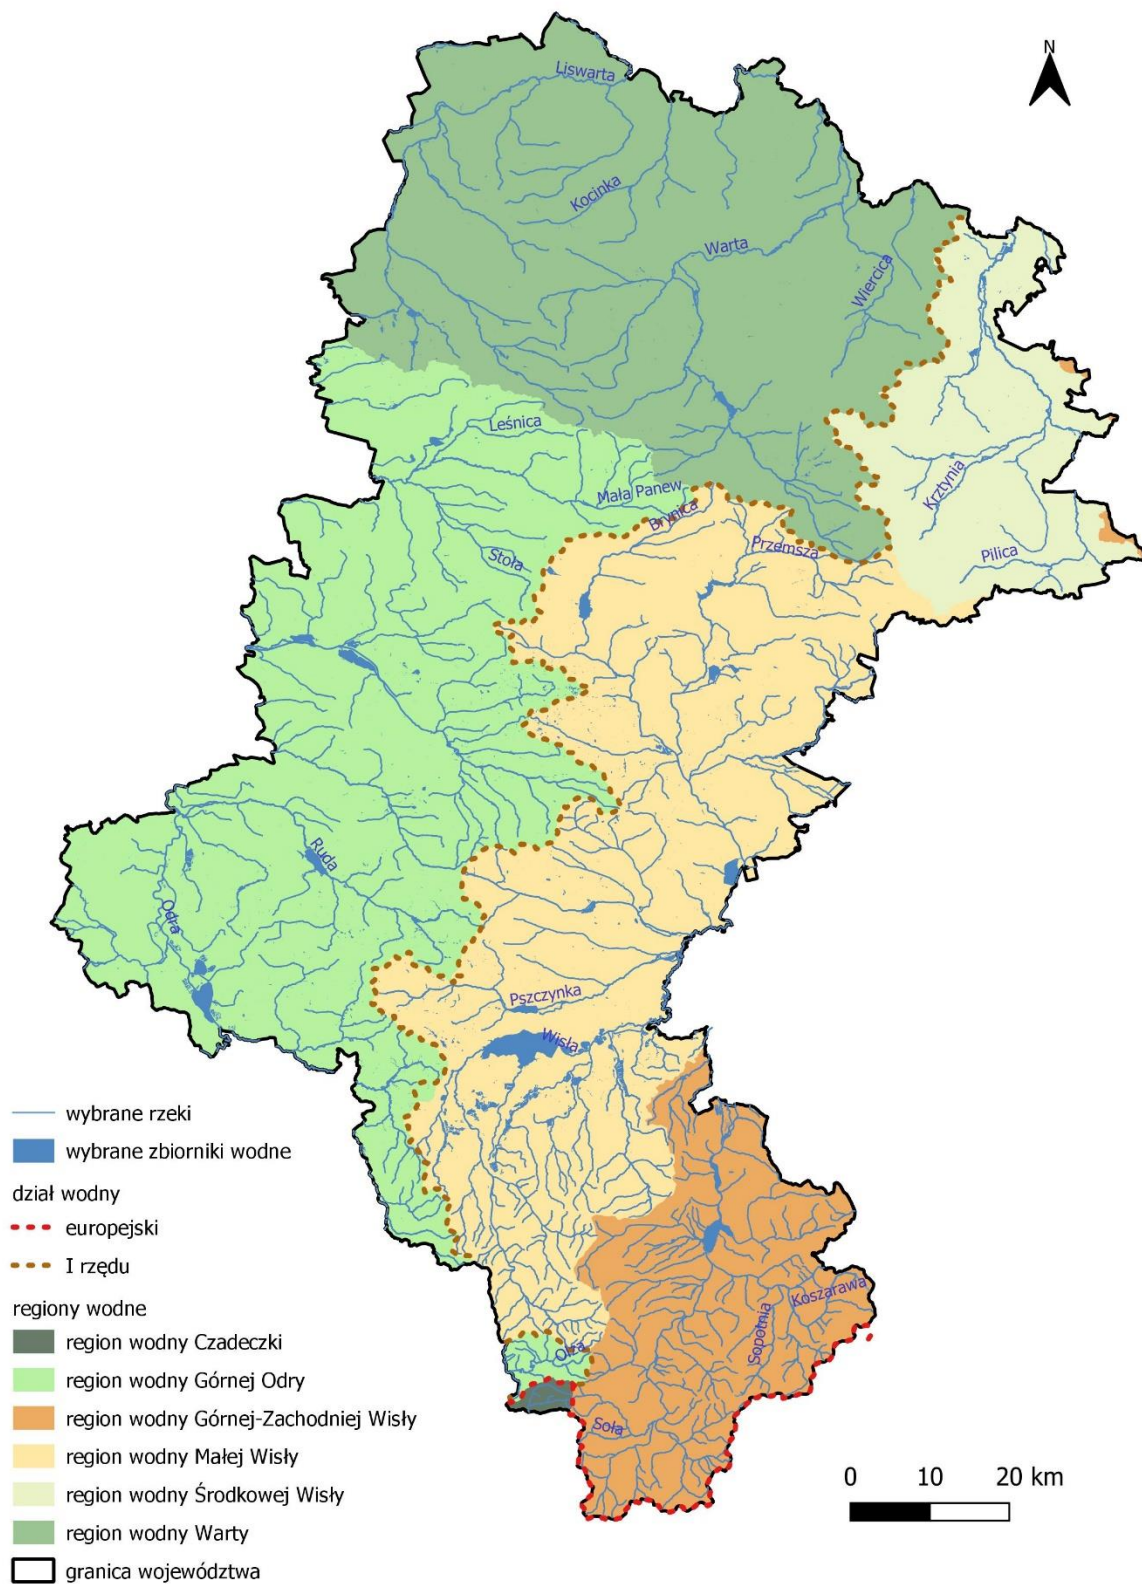 N
Liswarta
Kocinka
Warta
Wiercica
Leśnica
Mała Panew
Brynica
Krztynia
Przemsza
Pilica
Stoła
Ruda
Odra
Pszczynka
Wisła
wybrane rzeki
wybrane zbiorniki wodne
dział wodny
europejski
I rzędu
Koszarawa
Sopotnia
Olza
Soła
regiony wodne
region wodny Czadeczki
region wodny Górnej Odry
region wodny Górnej-Zachodniej Wisły
region wodny Małej Wisły
region wodny Środkowej Wisły
region wodny Warty
granica województwa
0 10 20 km